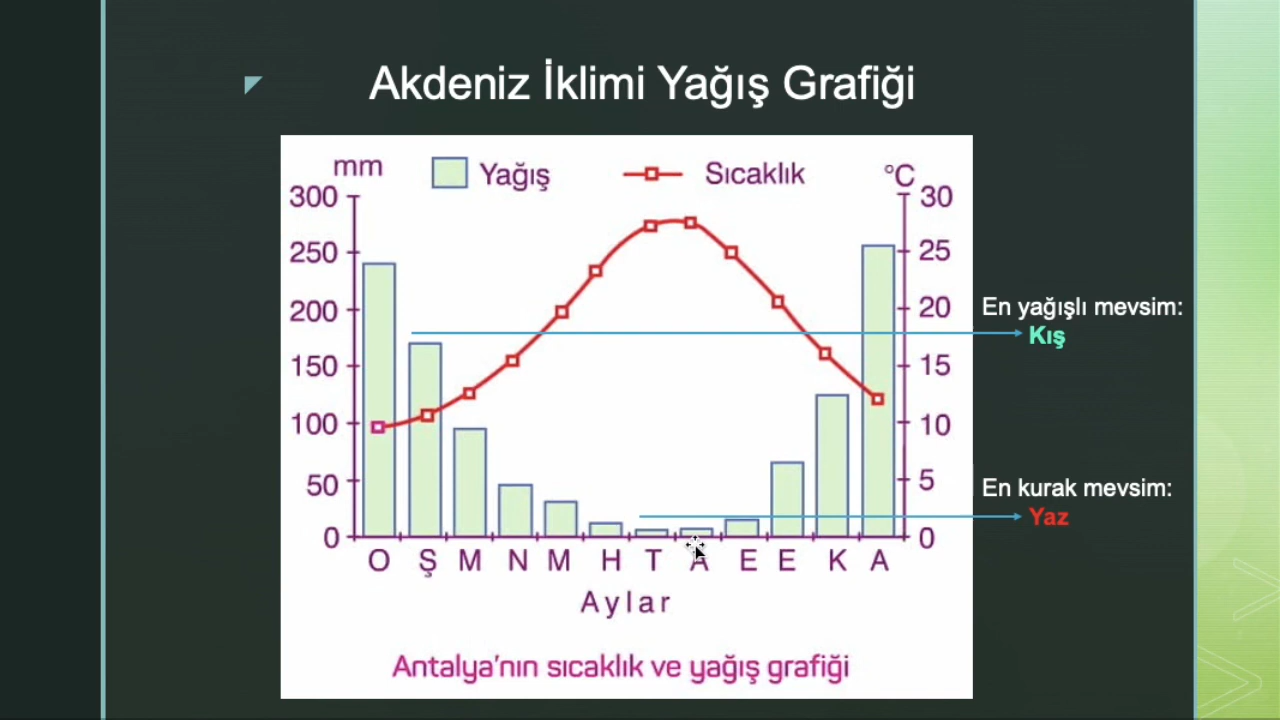 Akdeniz İklimi Yağış Grafiği
mm Yağış Sıcaklık °C
300 30
250 25
200 20
150 15
100 10
50 5
0 0
O Ş M N M H T A E E K A
Aylar
Antalya'nın sıcaklık ve yağış grafiği
En yağışlı mevsim:
Kış
En kurak mevsim:
Yaz